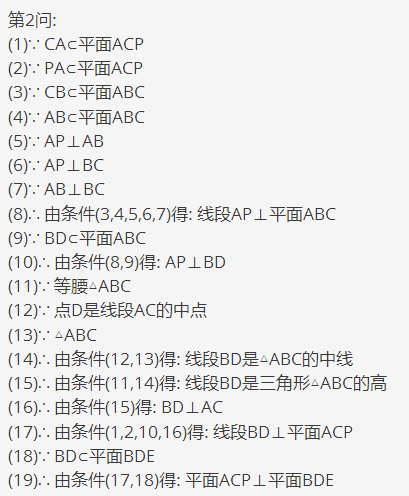 第2问:
(1)∵ CA⊂平面ACP
(2)∵ PA⊂平面ACP
(3)∵ CB⊂平面ABC
(4)∵ AB⊂平面ABC
(5)∵ AP⊥AB
(6)∵ AP⊥BC
(7)∵ AB⊥BC
(8)∴ 由条件(3,4,5,6,7)得: 线段AP⊥平面ABC
(9)∵ BD⊂平面ABC
(10)∴ 由条件(8,9)得: AP⊥BD
(11)∵ 等腰▵ABC
(12)∵ 点D是线段AC的中点
(13)∵ ▵ABC
(14)∴ 由条件(12,13)得: 线段BD是▵ABC的中线
(15)∴ 由条件(11,14)得: 线段BD是三角形▵ABC的高
(16)∴ 由条件(15)得: BD⊥AC
(17)∴ 由条件(1,2,10,16)得: 线段BD⊥平面ACP
(18)∵ BD⊂平面BDE
(19)∴ 由条件(17,18)得: 平面ACP⊥平面BDE